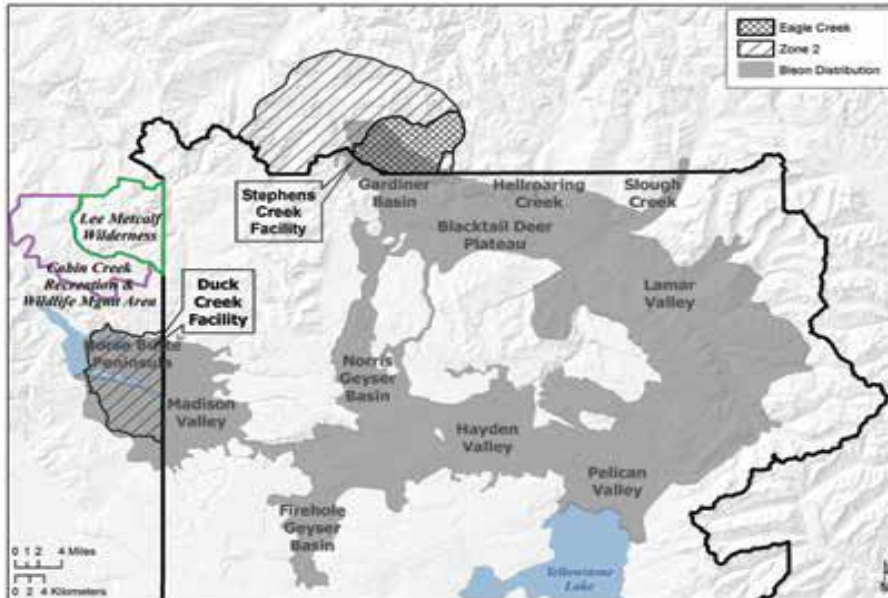 Eagle Creek
Zone 2
Bison Distribution
Stephens
Creek
Facility
Gardiner
Basin
Hellroaring
Creek
Slough
Creek
Blacktail Deer
Plateau
Lee Metcalf
Wilderness
Cabin Creek
Recreation &
Wildlife Mgmt Area
Duck
Creek
Facility
Lamar
Valley
Horse Butte
Peninsula
Madison
Valley
Norris
Geyser
Basin
Hayden
Valley
Pelican
Valley
Firehole
Geyser
Basin
0 1 2 4 Miles
0 2 4 Kilometers
Yellowstone
Lake